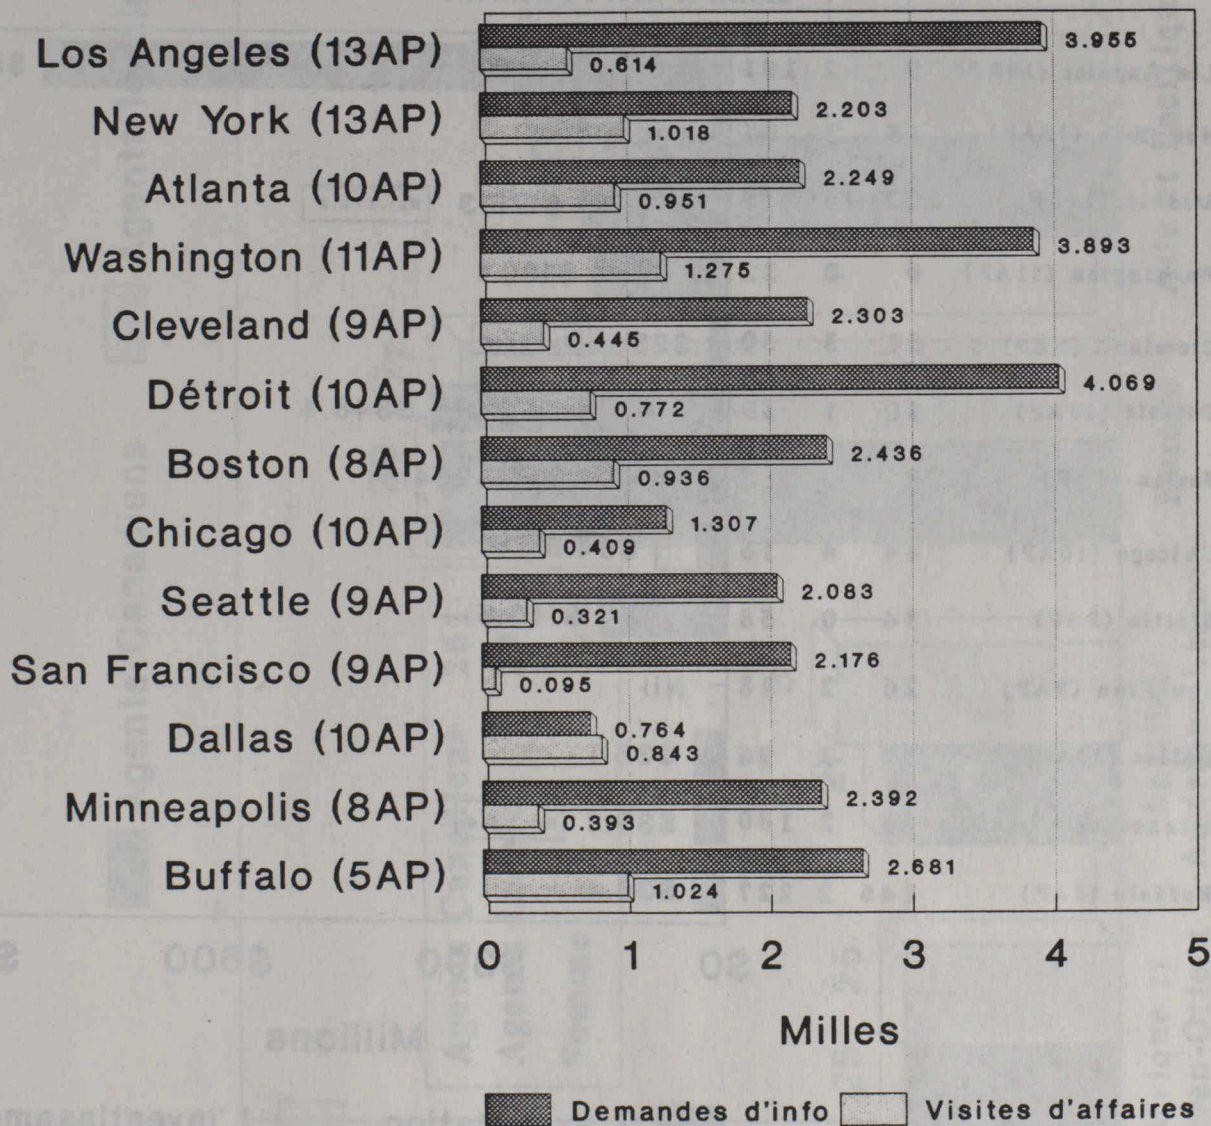 Los Angeles (13AP) 3.955
0.614
New York (13AP) 2.203
1.018
Atlanta (10AP) 2.249
0.951
Washington (11AP) 3.893
1.275
Cleveland (9AP) 2.303
0.445
Détroit (10AP) 4.069
0.772
Boston (8AP) 2.436
0.936
Chicago (10AP) 1.307
0.409
Seattle (9AP) 2.083
0.321
San Francisco (9AP) 2.176
0.095
Dallas (10AP) 0.764
0.843
Minneapolis (8AP) 2.392
0.393
Buffalo (5AP) 2.681
1.024
0 1 2 3 4 5
Milles
Demandes d'info Visites d'affaires